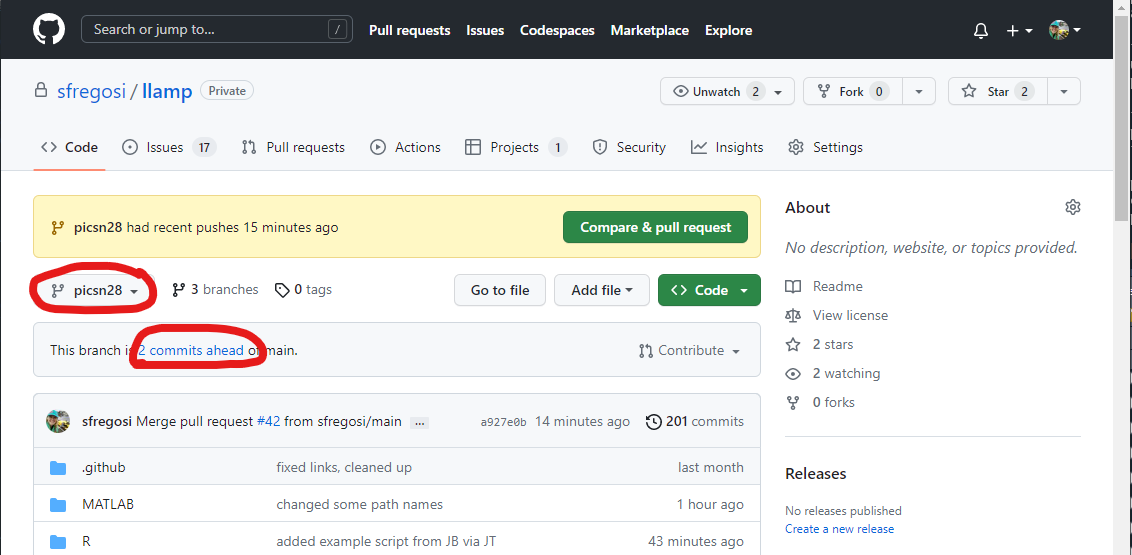 Search or jump to... / Pull requests Issues Codespaces Marketplace Explore
sfregosi / llamp Private Unwatch 2 Fork 0 Star 2
Code Issues 17 Pull requests Actions Projects 1 Security Insights Settings
picsn28 had recent pushes 15 minutes ago Compare & pull request
picsn28 3 branches 0 tags Go to file Add file Code
This branch is 2 commits ahead of main. Contribute
sfregosi Merge pull request #42 from sfregosi/main ... a927e0b 14 minutes ago 201 commits
.github fixed links, cleaned up last month
MATLAB changed some path names 1 hour ago
R added example script from JB via JT 43 minutes ago
About
No description, website, or topics provided.
Readme
View license
2 stars
2 watching
0 forks
Releases
No releases published
Create a new release